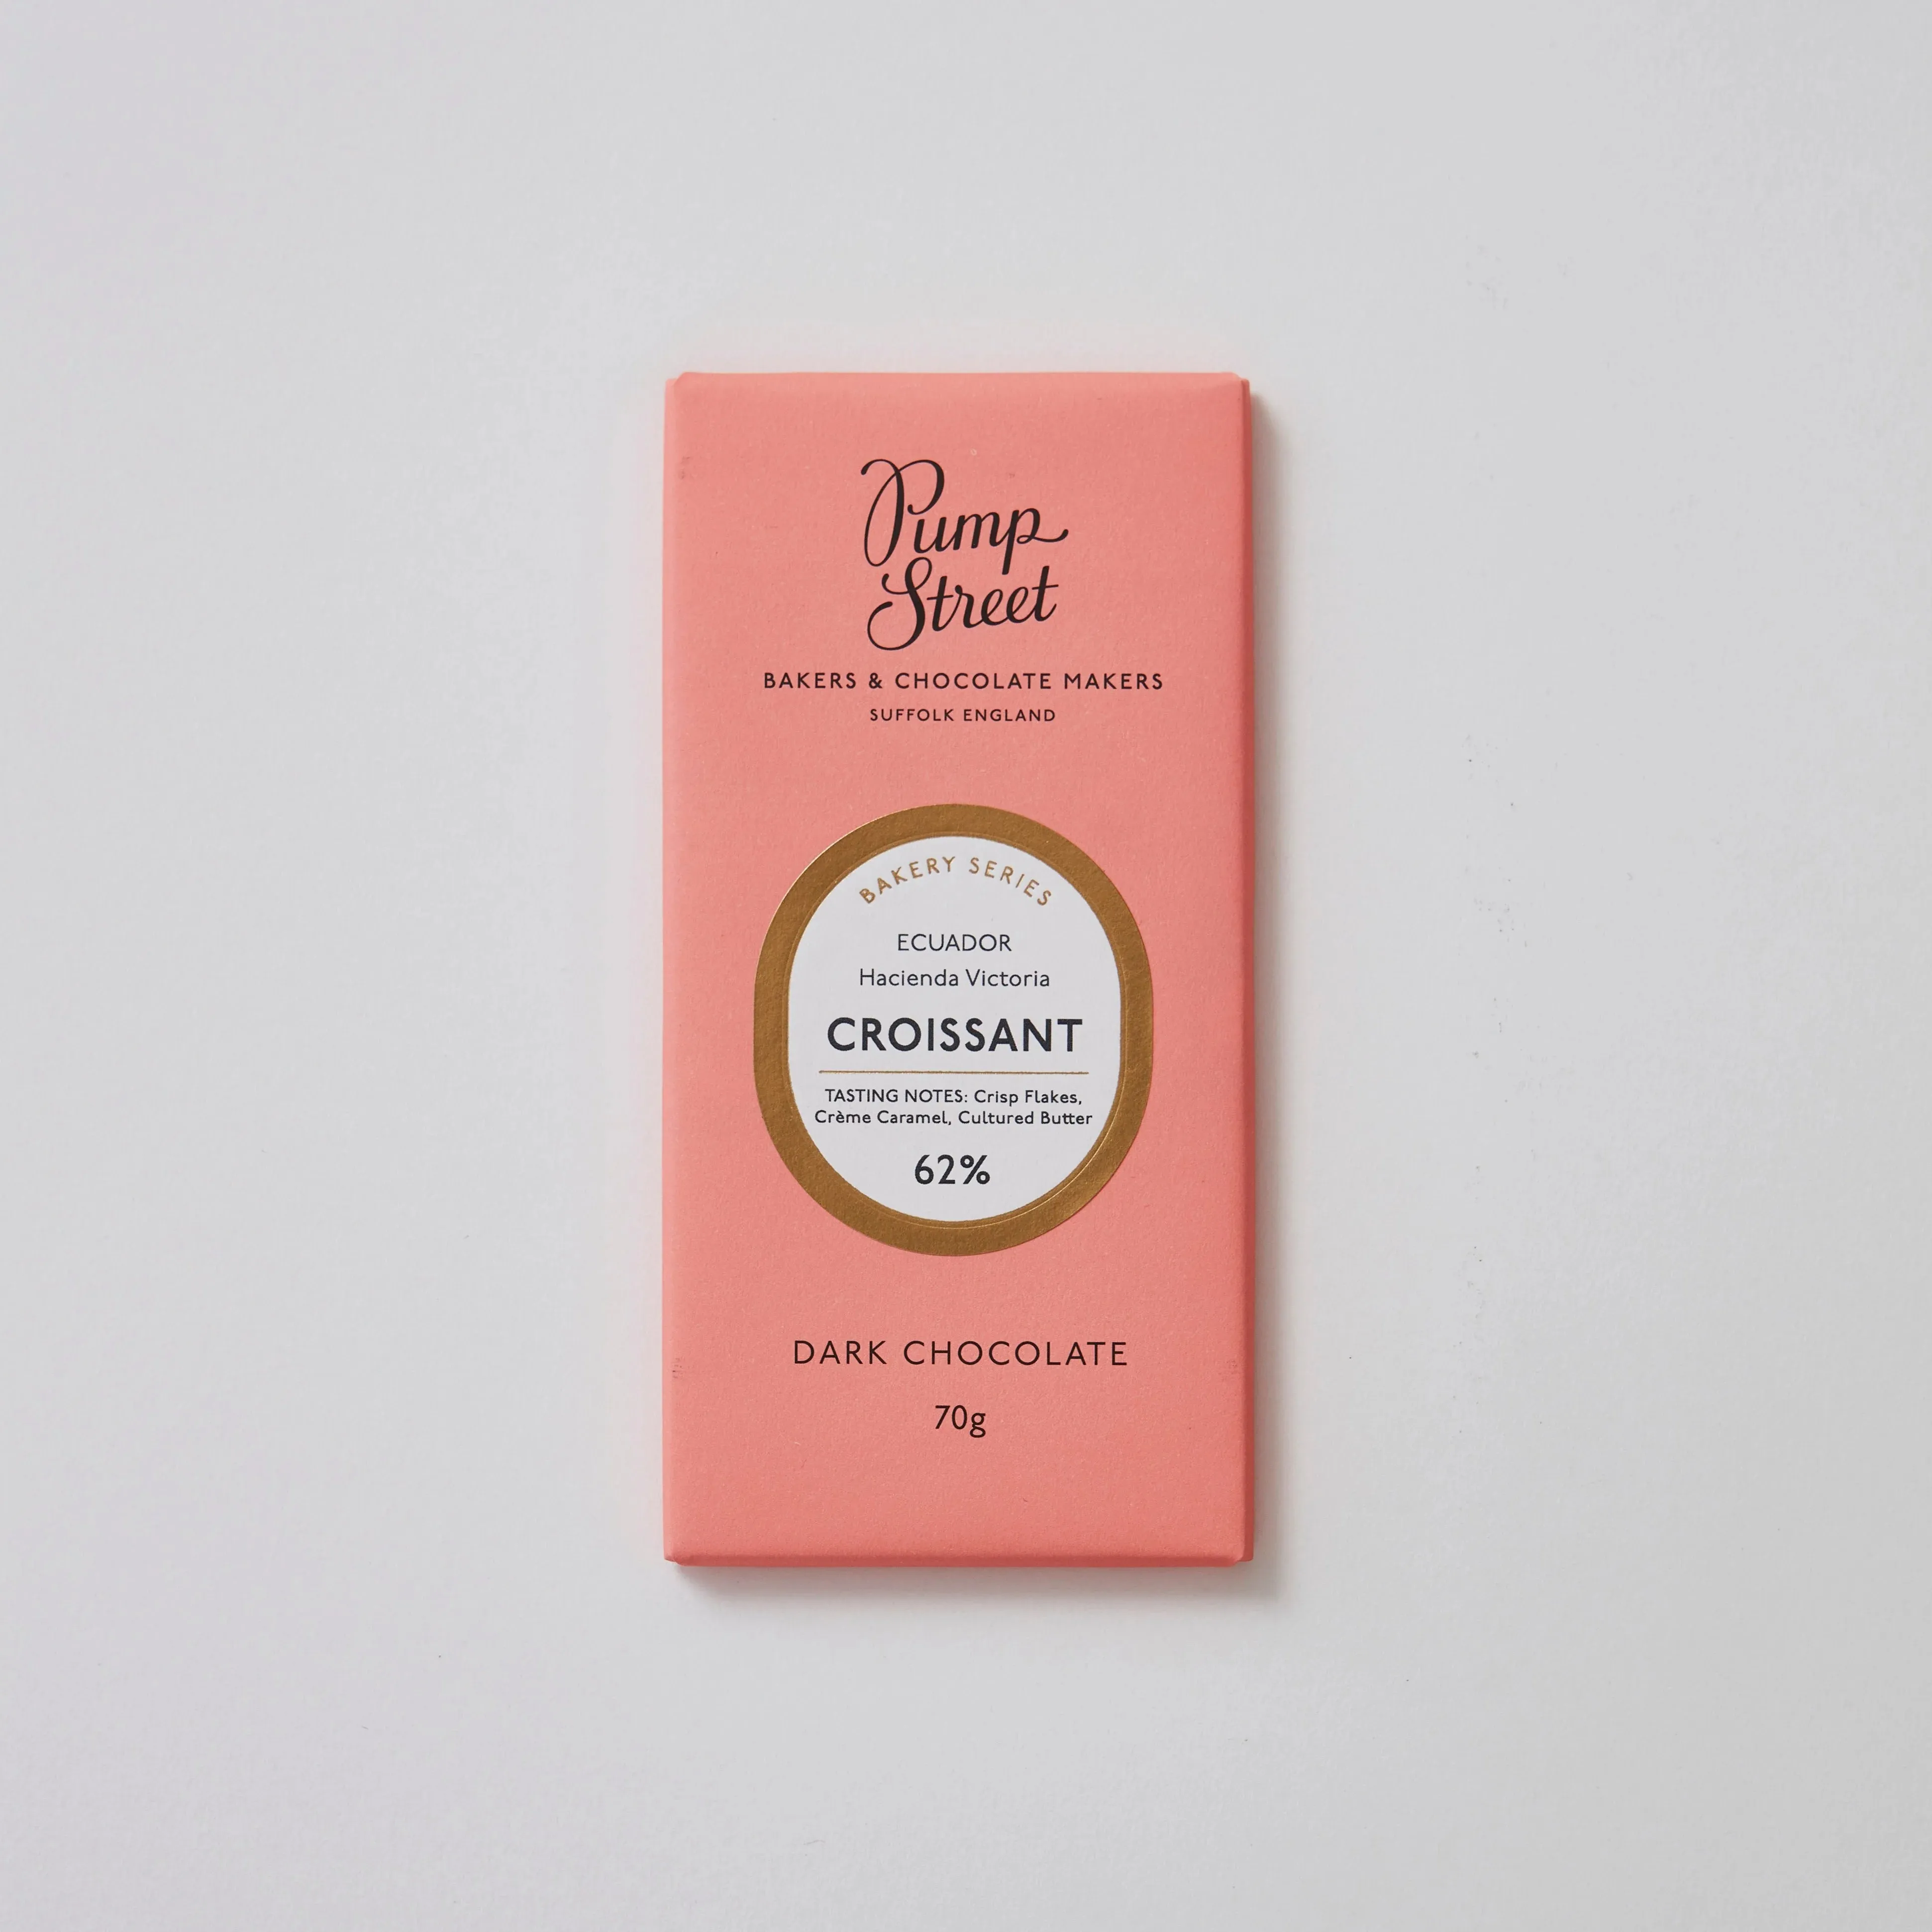 Pump
Street
BAKERS & CHOCOLATE MAKERS
SUFFOLK ENGLAND
BAKERY SERIES
ECUADOR
Hacienda Victoria
CROISSANT
TASTING NOTES: Crisp Flakes,
Crème Caramel, Cultured Butter
62%
DARK CHOCOLATE
70g